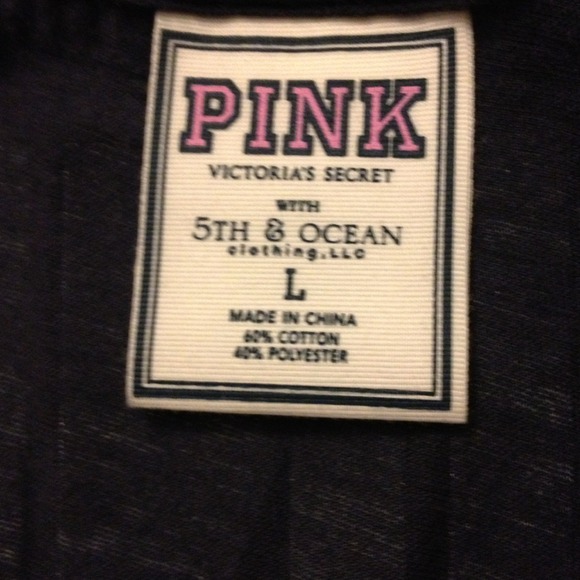 PINK
VICTORIA'S SECRET
WITH
5TH & OCEAN
clothing, LLC
L
MADE IN CHINA
60% COTTON
40% POLYESTER